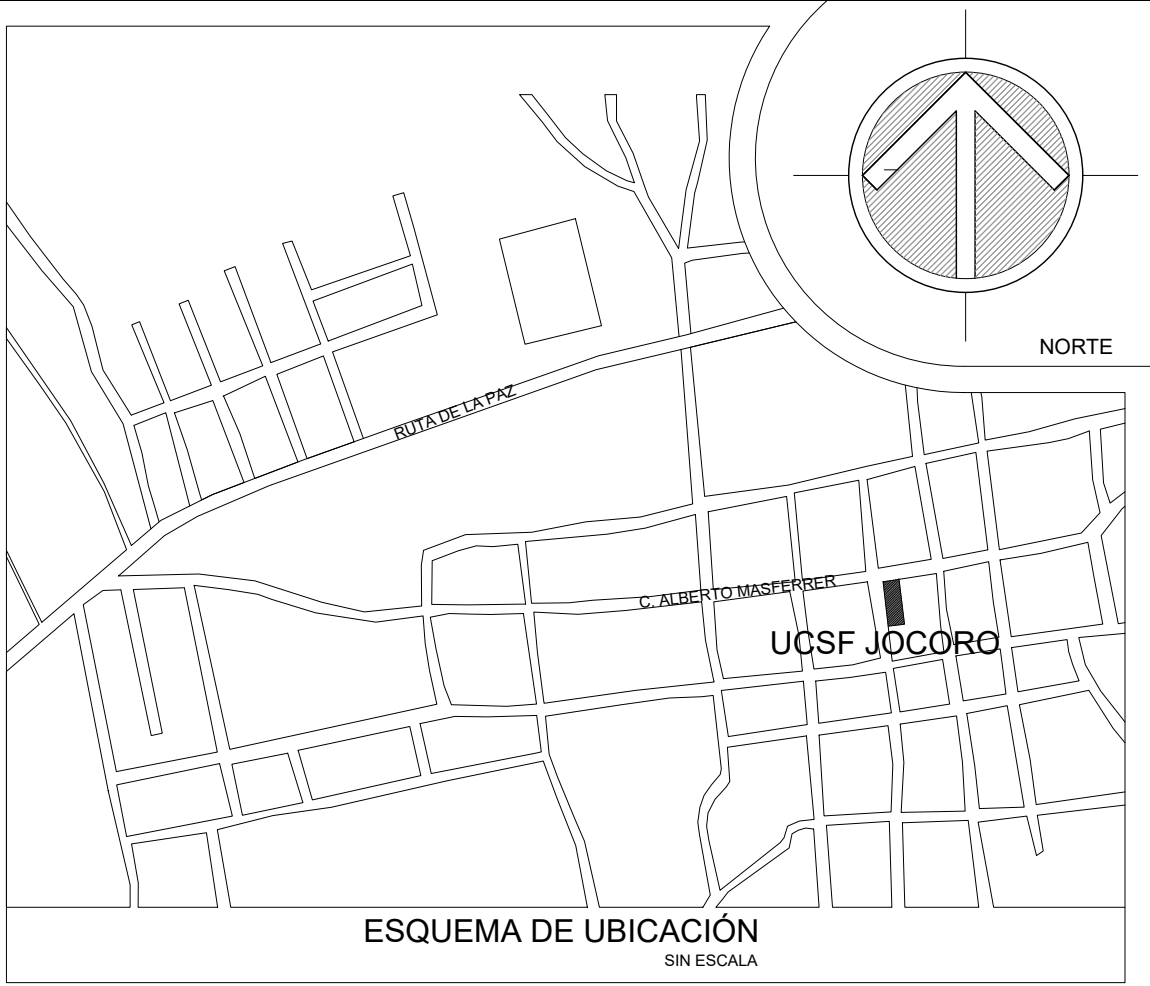 NORTE
RUTA DE LA PAZ
C. ALBERTO MASFERRER
UCSF JOCORO
ESQUEMA DE UBICACIÓN
SIN ESCALA